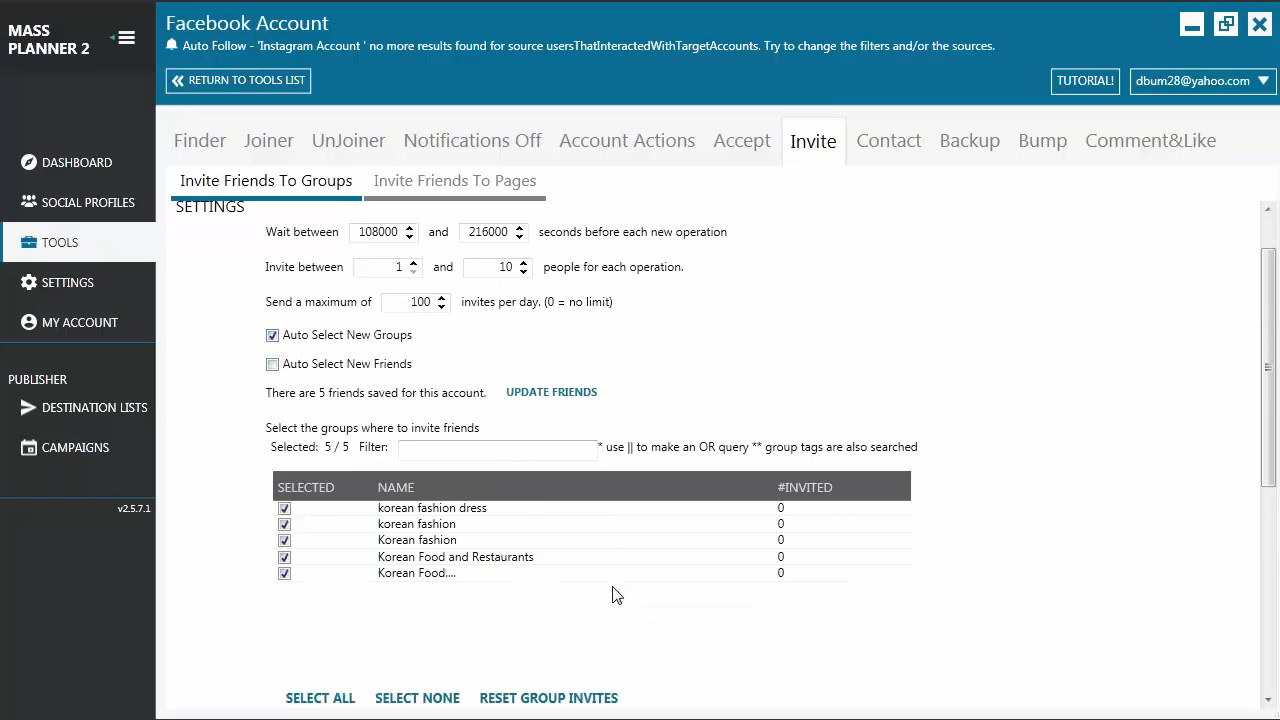 MASS
PLANNER 2
DASHBOARD
SOCIAL PROFILES
TOOLS
SETTINGS
MY ACCOUNT
PUBLISHER
DESTINATION LISTS
CAMPAIGNS
v2.5.7.1
Facebook Account
Auto Follow - 'Instagram Account ' no more results found for source usersThatInteractedWithTargetAccounts. Try to change the filters and/or the sources.
RETURN TO TOOLS LIST
TUTORIAL!
dbum28@yahoo.com
Finder Joiner UnJoiner Notifications Off Account Actions Accept Invite Contact Backup Bump Comment&Like
Invite Friends To Groups Invite Friends To Pages
SETTINGS
Wait between 108000 and 216000 seconds before each new operation
Invite between 1 and 10 people for each operation.
Send a maximum of 100 invites per day. (0 = no limit)
Auto Select New Groups
Auto Select New Friends
There are 5 friends saved for this account. UPDATE FRIENDS
Select the groups where to invite friends
Selected: 5 / 5 Filter: * use || to make an OR query ** group tags are also searched
SELECTED NAME #INVITED
korean fashion dress 0
korean fashion 0
Korean fashion 0
Korean Food and Restaurants 0
Korean Food.... 0
SELECT ALL SELECT NONE RESET GROUP INVITES